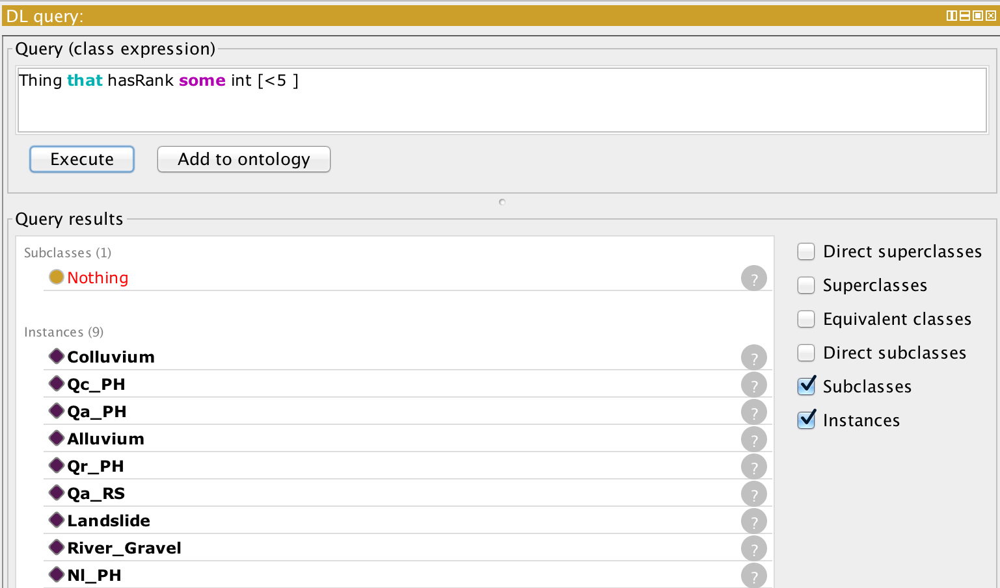 DL query:
Query (class expression)
Thing that hasRank some int [<5 ]
Execute
Add to ontology
Query results
Subclasses (1)
Nothing
?
Instances (9)
Colluvium
?
Qc_PH
?
Qa_PH
?
Alluvium
?
Qr_PH
?
Qa_RS
?
Landslide
?
River_Gravel
?
Nl_PH
?
Direct superclasses
Superclasses
Equivalent classes
Direct subclasses
Subclasses
Instances